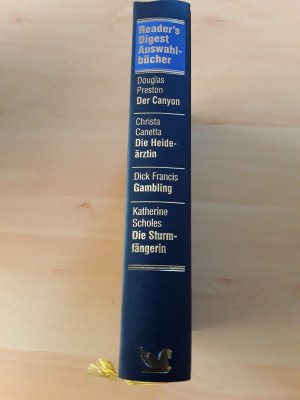 Reader's
Digest
Auswahl-
bücher
Douglas
Preston
Der Canyon
Christa
Canetta
Die Heide-
ärztin
Dick Francis
Gambling
Katherine
Scholes
Die Sturm-
fängerin